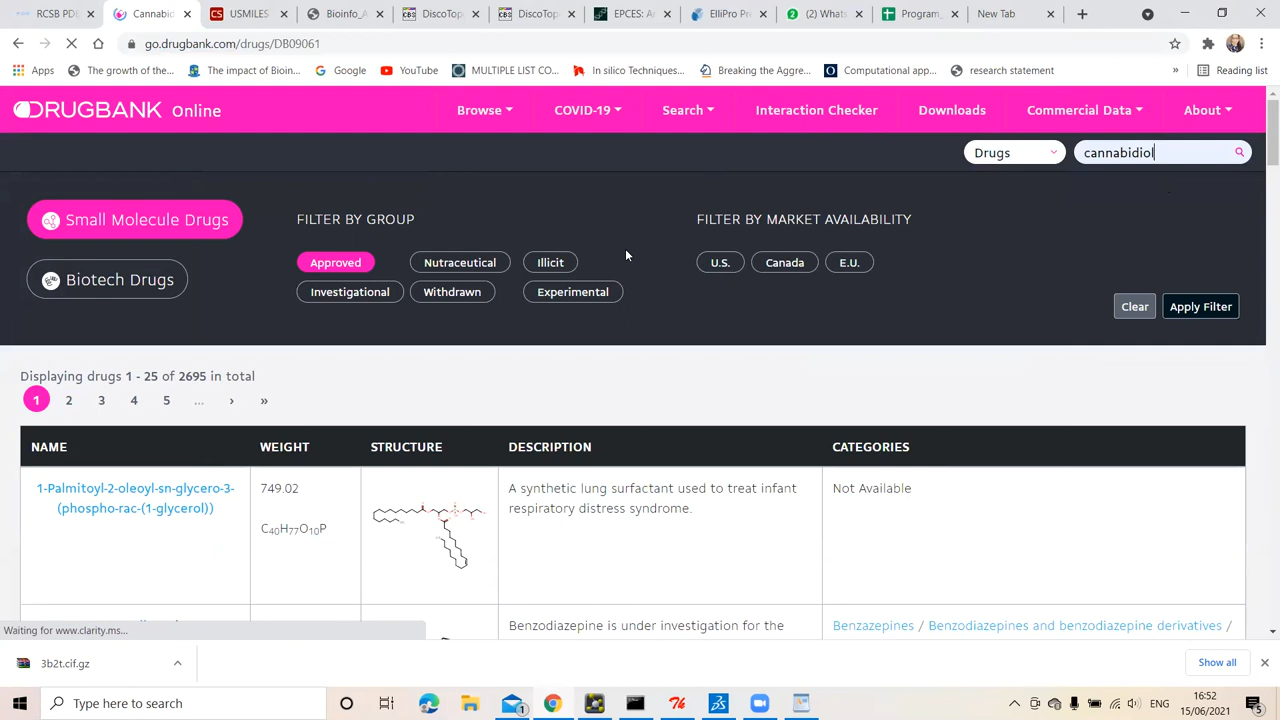 RCSB PDE
Cannabid
USMILES
Bioinfo_A
DiscoTop
DiscoTop
EPCES: A
ElliPro Pre
(2) Whats
Program_
New Tab
go.drugbank.com/drugs/DB09061
Apps
The growth of the...
The impact of Bioin...
Google
YouTube
MULTIPLE LIST CO...
In silico Techniques...
Breaking the Aggre...
Computational app...
research statement
»
Reading list
DRUGBANK Online
Browse
COVID-19
Search
Interaction Checker
Downloads
Commercial Data
About
Drugs
cannabidiol
Small Molecule Drugs
Biotech Drugs
FILTER BY GROUP
Approved
Nutraceutical
Illicit
Investigational
Withdrawn
Experimental
FILTER BY MARKET AVAILABILITY
U.S.
Canada
E.U.
Clear
Apply Filter
Displaying drugs 1 - 25 of 2695 in total
1 2 3 4 5 ... › »
NAME
WEIGHT
STRUCTURE
DESCRIPTION
CATEGORIES
1-Palmitoyl-2-oleoyl-sn-glycero-3-
(phospho-rac-(1-glycerol))
749.02
C₄₀H₇₇O₁₀P
A synthetic lung surfactant used to treat infant
respiratory distress syndrome.
Not Available
Benzodiazepine is under investigation for the
Benzazepines / Benzodiazepines and benzodiazepine derivatives /
Waiting for www.clarity.ms...
3b2t.cif.gz
Show all
Type here to search
ENG
16:52
15/06/2021
1
5